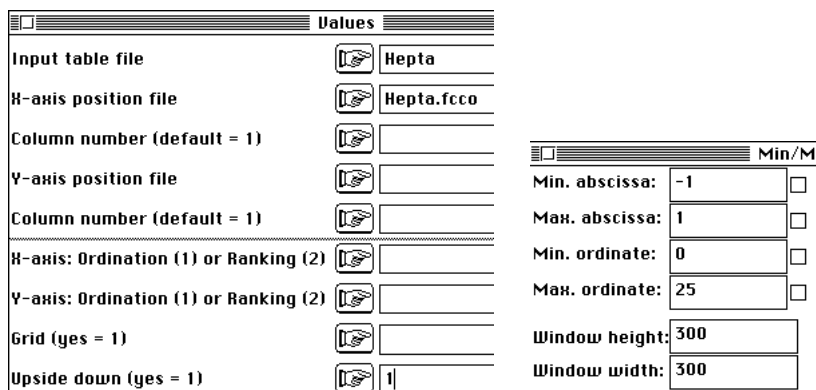 Values
Input table file Hepta
X-axis position file Hepta.fcco
Column number (default = 1)
Y-axis position file
Column number (default = 1)
X-axis: Ordination (1) or Ranking (2)
Y-axis: Ordination (1) or Ranking (2)
Grid (yes = 1)
Upside down (yes = 1) 1
Min/M
Min. abscissa: -1
Max. abscissa: 1
Min. ordinate: 0
Max. ordinate: 25
Window height: 300
Window width: 300